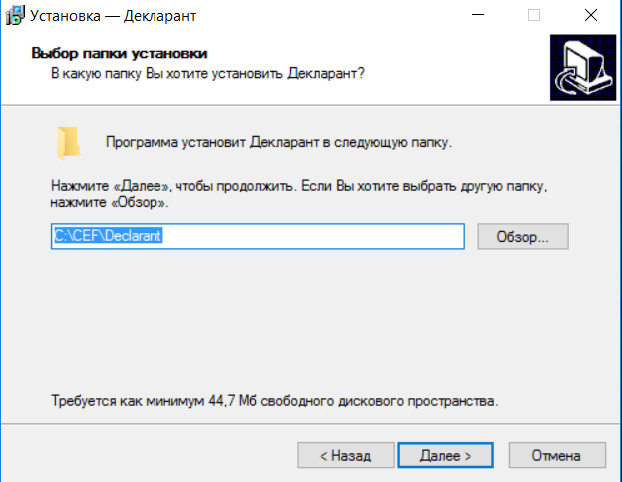 Установка — Декларант
Выбор папки установки
В какую папку Вы хотите установить Декларант?
Программа установит Декларант в следующую папку.
Нажмите «Далее», чтобы продолжить. Если Вы хотите выбрать другую папку,
нажмите «Обзор».
C:\CEF\Declarant
Обзор...
Требуется как минимум 44,7 Мб свободного дискового пространства.
< Назад
Далее >
Отмена